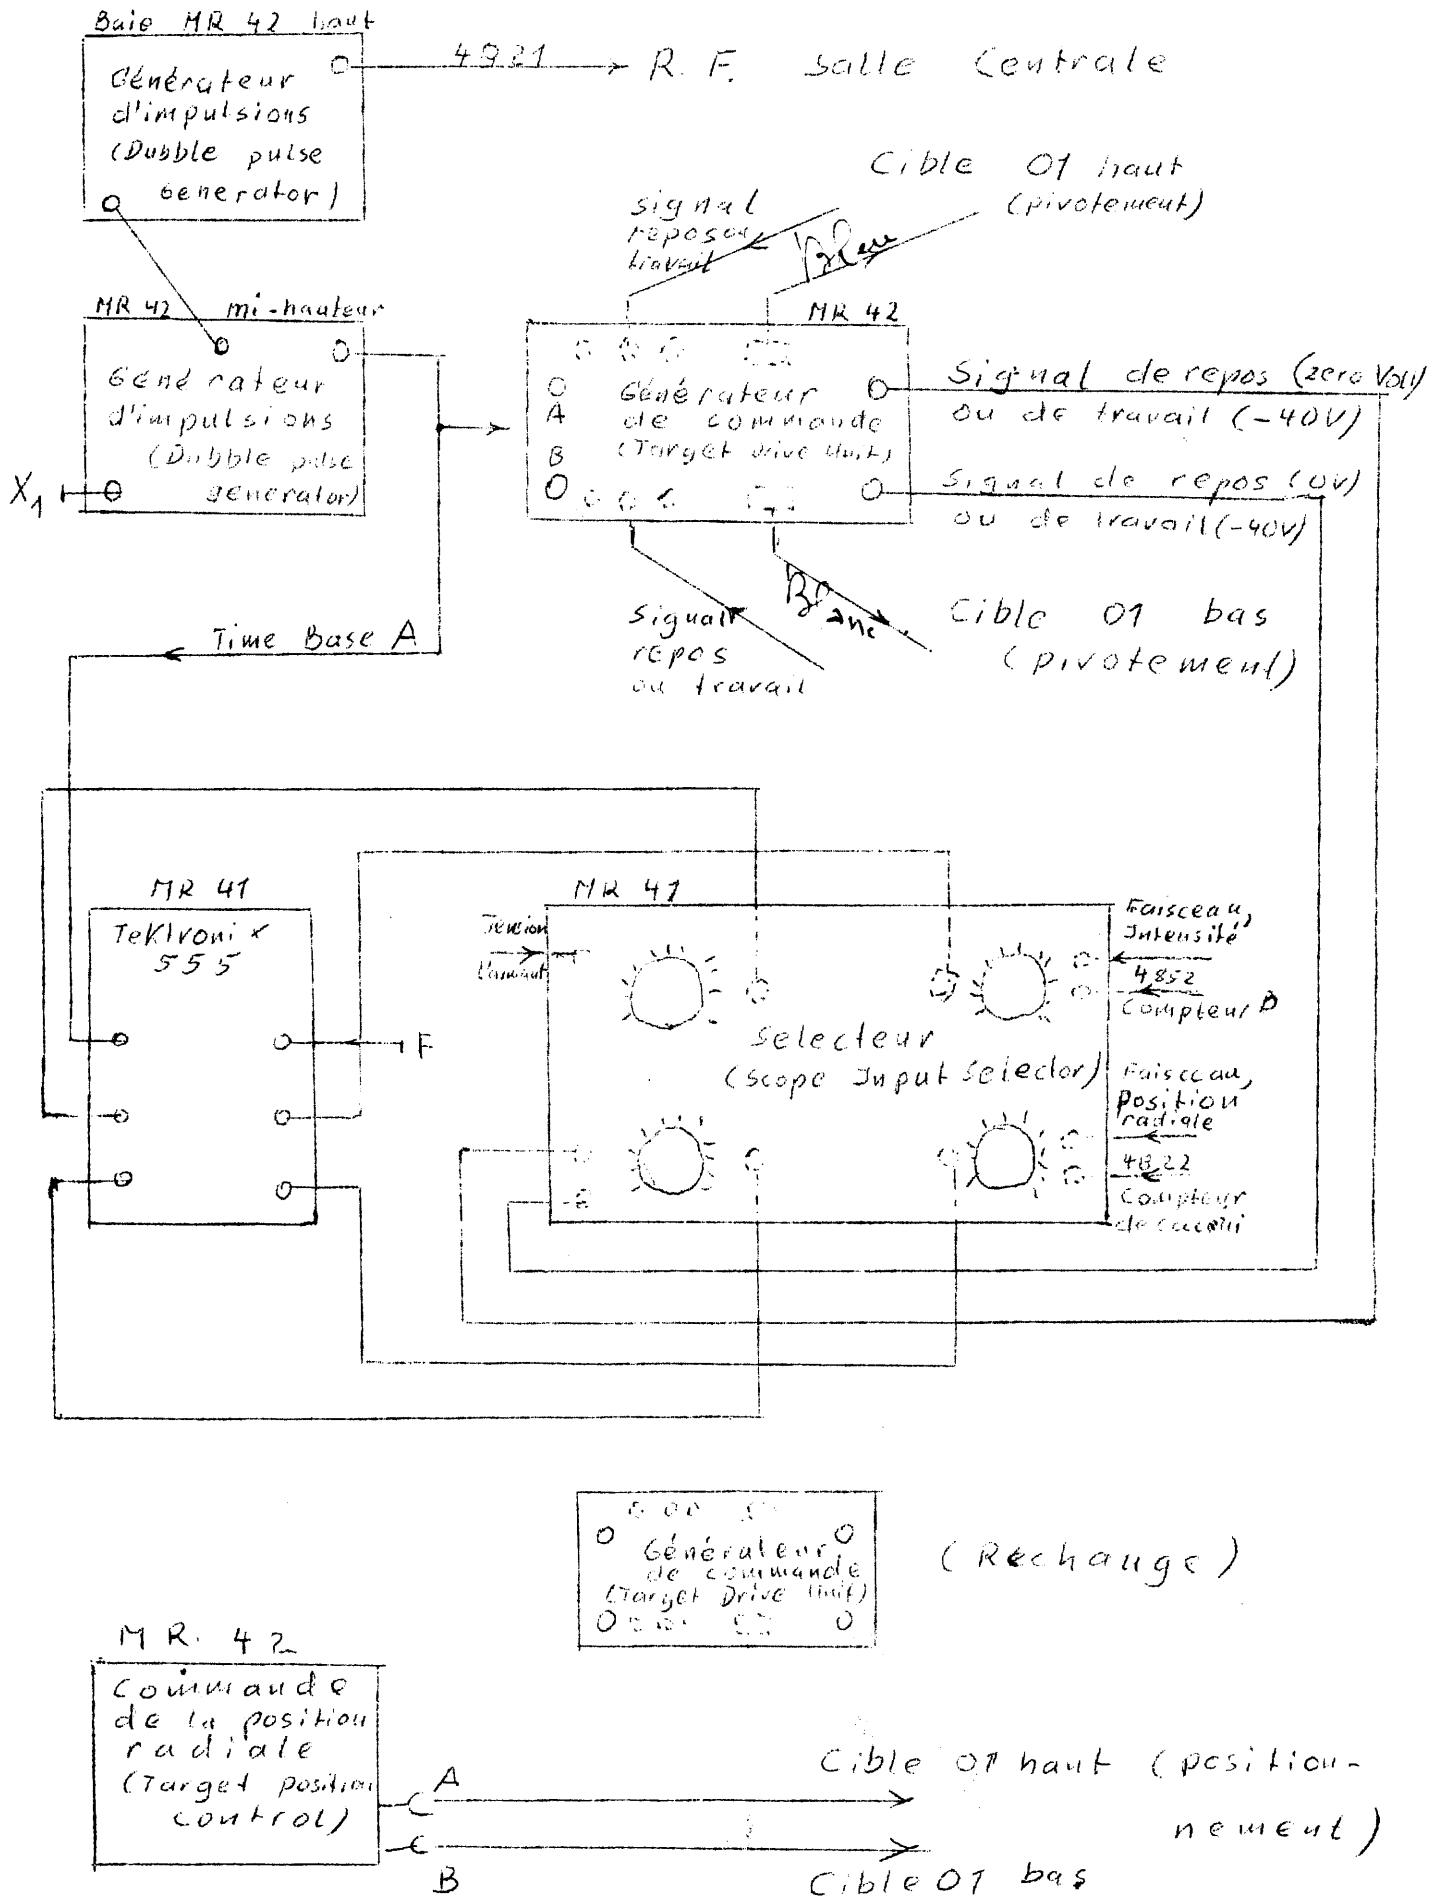 Baie MR 42 haut
Générateur
d'impulsions
(Dubble pulse
Generator)
4921
R.F. Salle Centrale
Cible 01 haut
(pivotement)
signal
repos ou
travail
Bleu
MR 42 mi-hauteur
Générateur
d'impulsions
(Dubble pulse
generator)
X1
MR 42
Générateur
de commande
(Target drive Unit)
A
B
Signal de repos (zero Volt)
ou de travail (-40V)
Signal de repos (0V)
ou de travail (-40V)
Blanc
Signal
repos
ou travail
Cible 01 bas
(pivotement)
Time Base A
MR 41
Tektronix
555
F
MR 41
Tension
Selecteur
(Scope Input Selector)
Faisceau,
Intensité
4852
Compteur B
Faisceau,
position
radiale
4822
Compteur
Générateur
de commande
(Target Drive Unit)
(Rechange)
MR. 42
Commande
de la position
radiale
(Target position
control)
A
B
Cible 01 haut (position-
nement)
Cible 01 bas